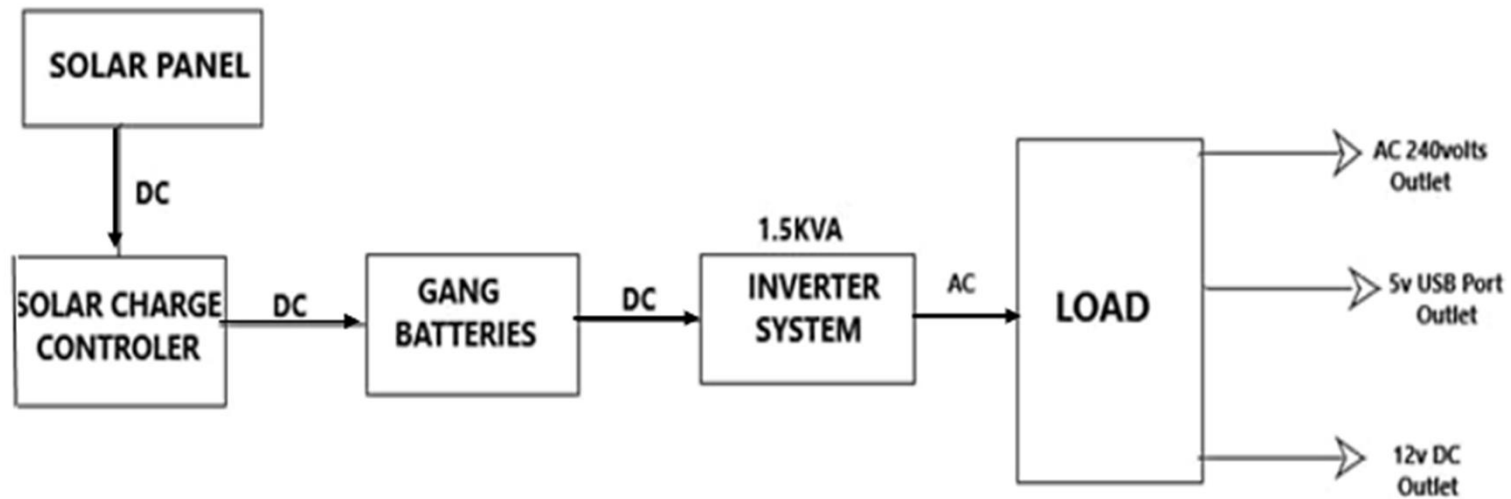 SOLAR PANEL
DC
SOLAR CHARGE
CONTROLER
DC
GANG
BATTERIES
DC
1.5KVA
INVERTER
SYSTEM
AC
LOAD
AC 240volts
Outlet
5v USB Port
Outlet
12v DC
Outlet